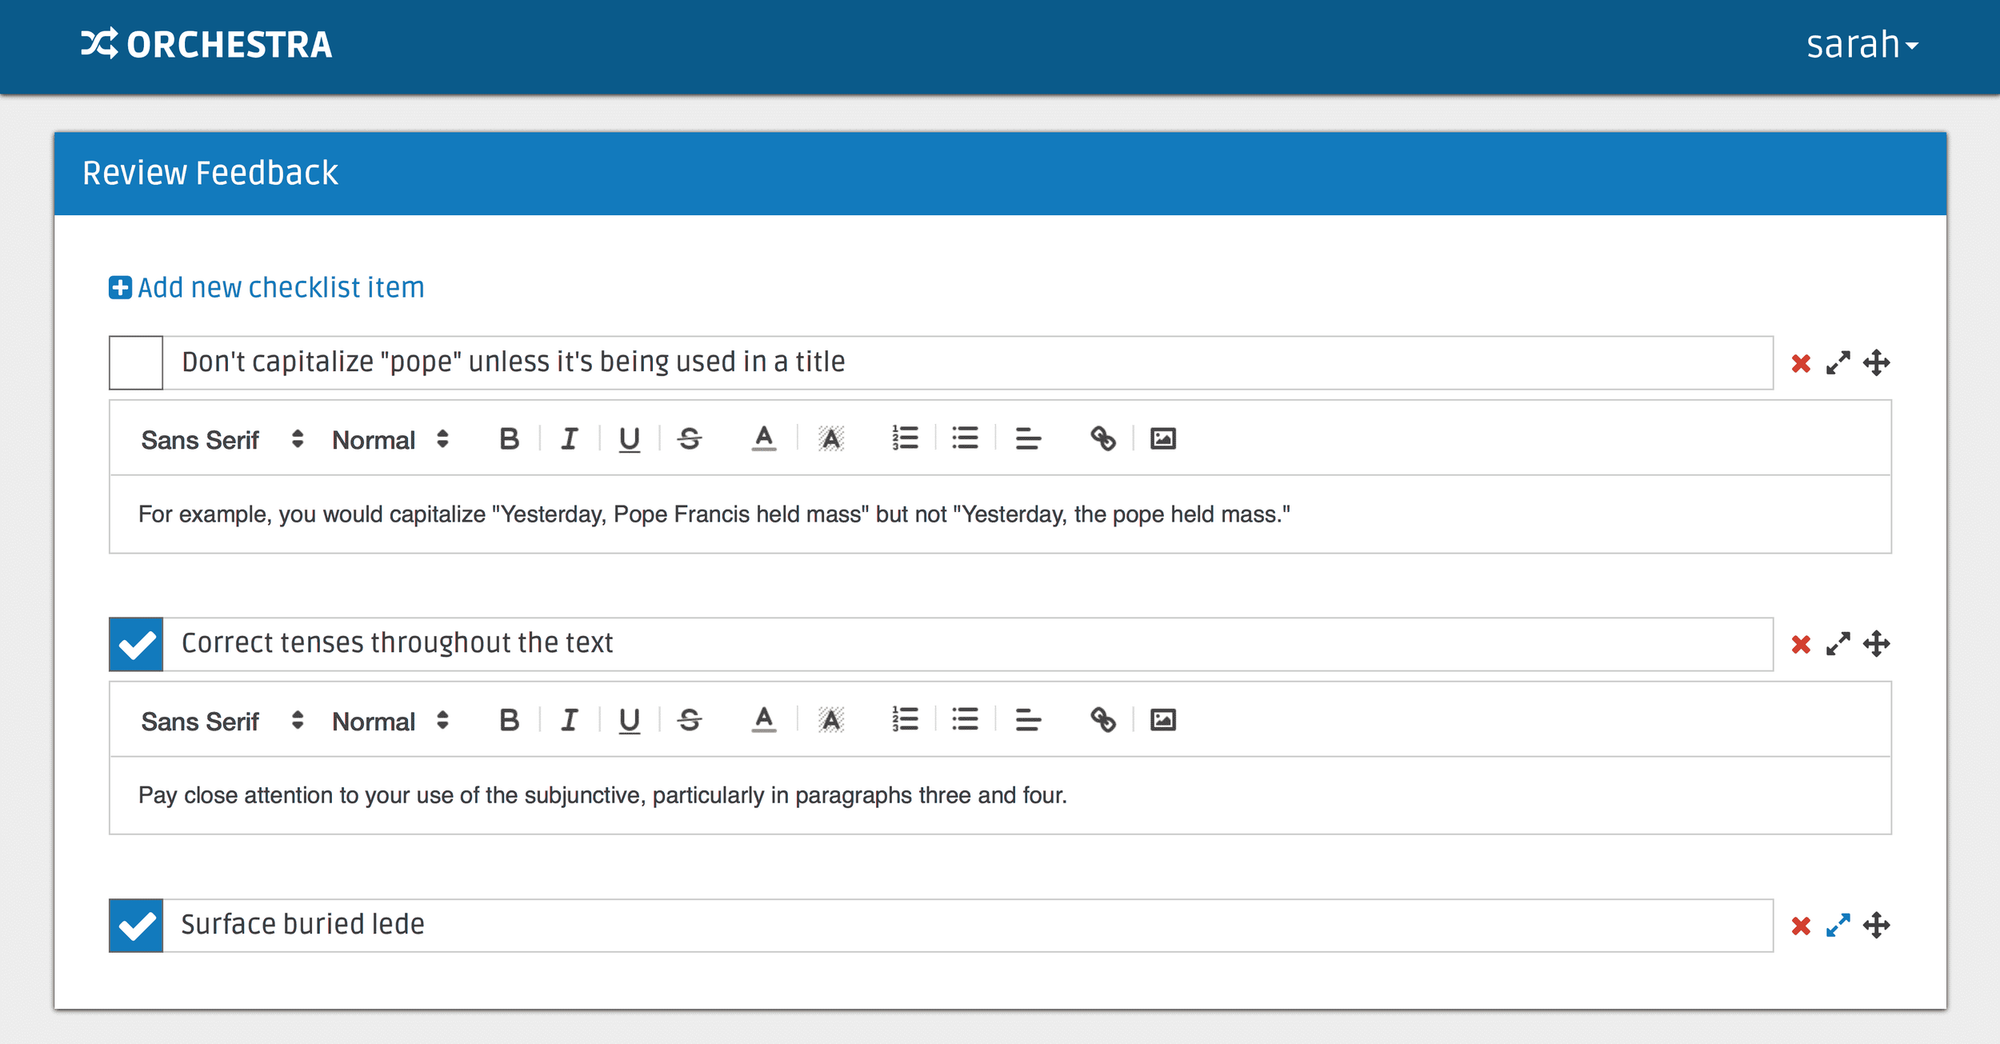 ORCHESTRA
sarah
Review Feedback
Add new checklist item
Don't capitalize "pope" unless it's being used in a title
Sans Serif Normal B I U S A A
For example, you would capitalize "Yesterday, Pope Francis held mass" but not "Yesterday, the pope held mass."
Correct tenses throughout the text
Sans Serif Normal B I U S A A
Pay close attention to your use of the subjunctive, particularly in paragraphs three and four.
Surface buried lede